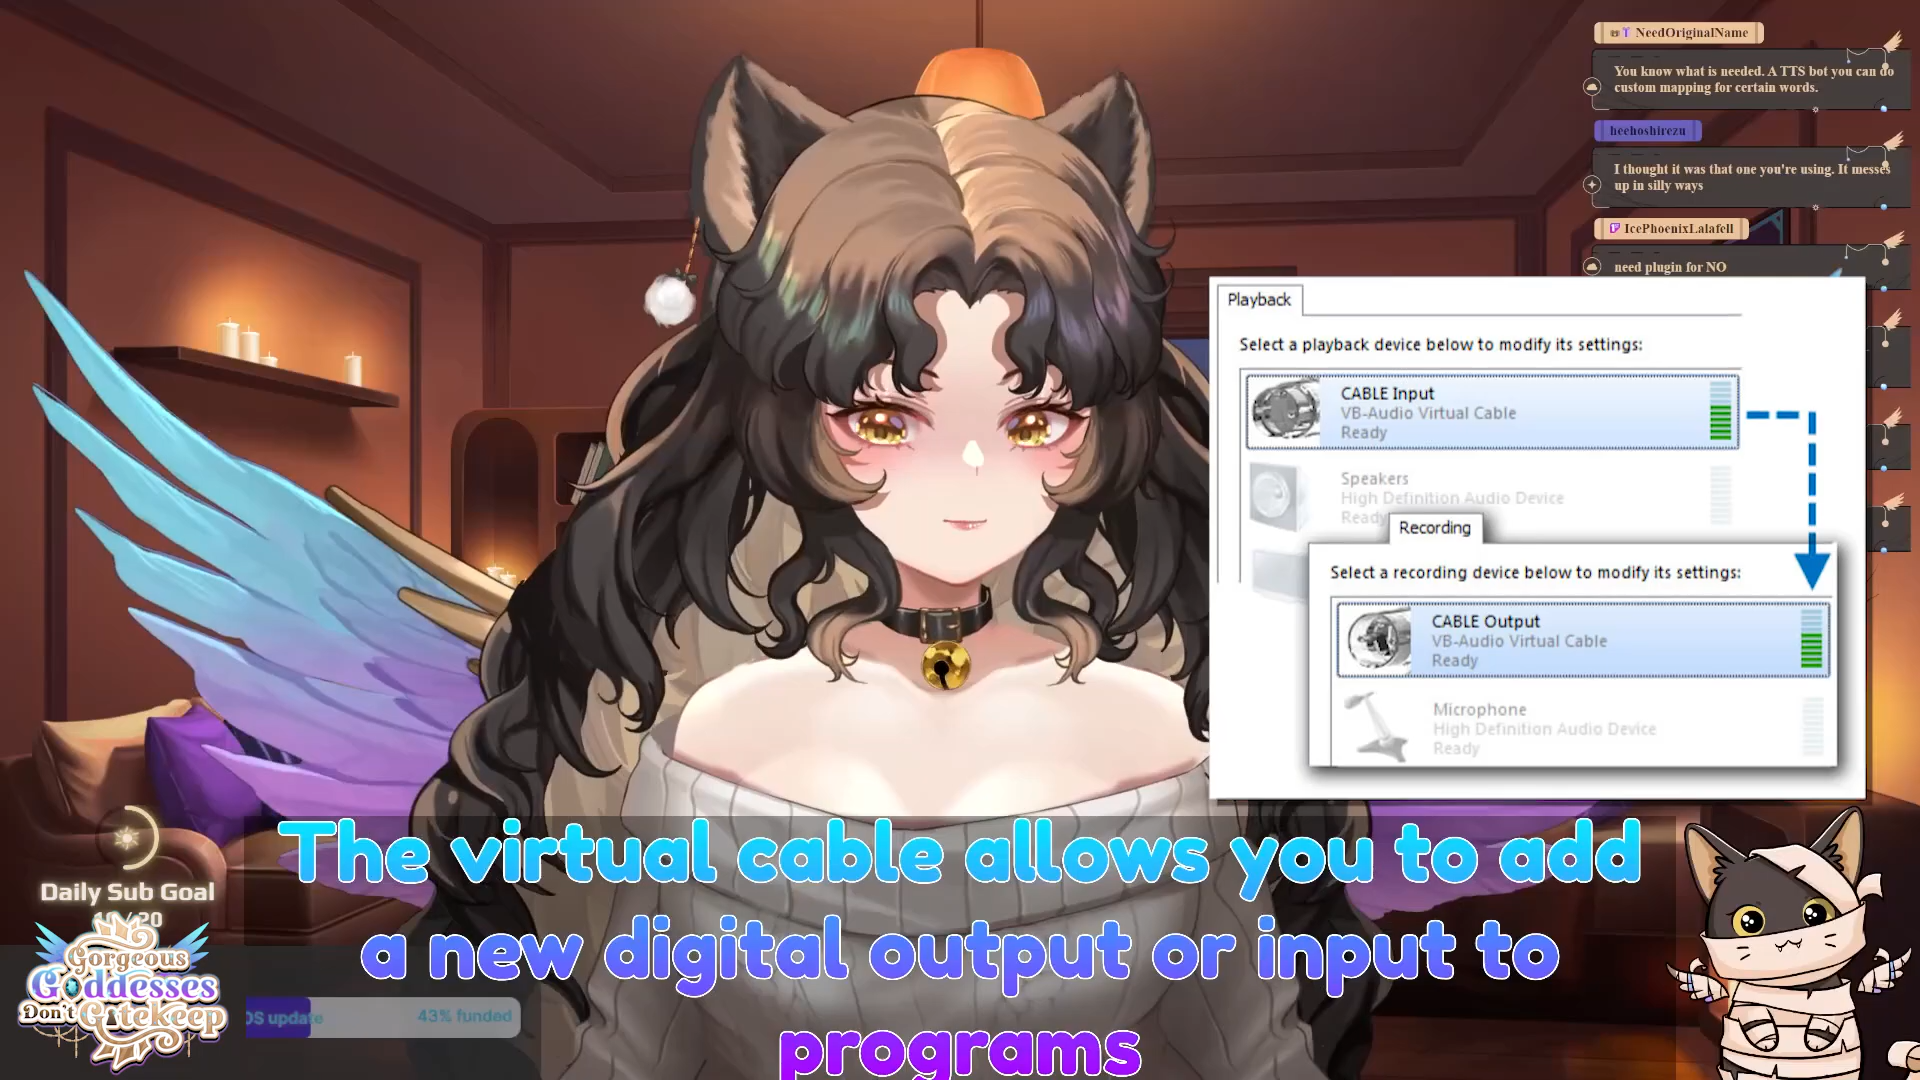 NeedOriginalName
You know what is needed. A TTS bot you can do
custom mapping for certain words.
heehoshirezu
I thought it was that one you're using. It messes
up in silly ways
IcePhoenixLalafell
need plugin for NO
Playback
Select a playback device below to modify its settings:
CABLE Input
VB-Audio Virtual Cable
Ready
Speakers
High Definition Audio Device
Ready
Recording
Select a recording device below to modify its settings:
CABLE Output
VB-Audio Virtual Cable
Ready
Microphone
High Definition Audio Device
Ready
The virtual cable allows you to add
a new digital output or input to
programs
Daily Sub Goal
Gorgeous
Goddesses
Don't Gatekeep
update
43% funded